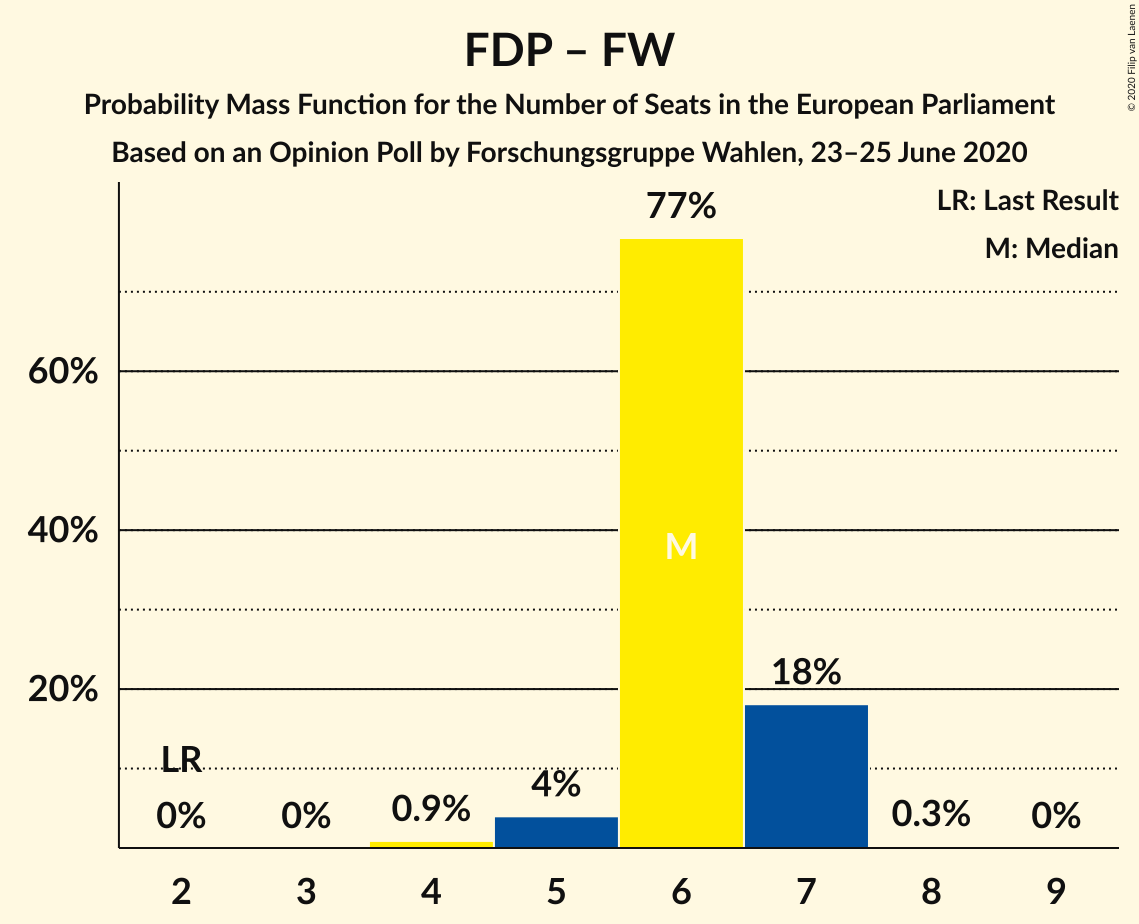 FDP – FW
Probability Mass Function for the Number of Seats in the European Parliament
Based on an Opinion Poll by Forschungsgruppe Wahlen, 23–25 June 2020
© 2020 Filip van Laenen
LR: Last Result
M: Median
77%
60%
40%
M
20%
18%
LR
0%
0%
0.9%
4%
0.3%
0%
2 3 4 5 6 7 8 9